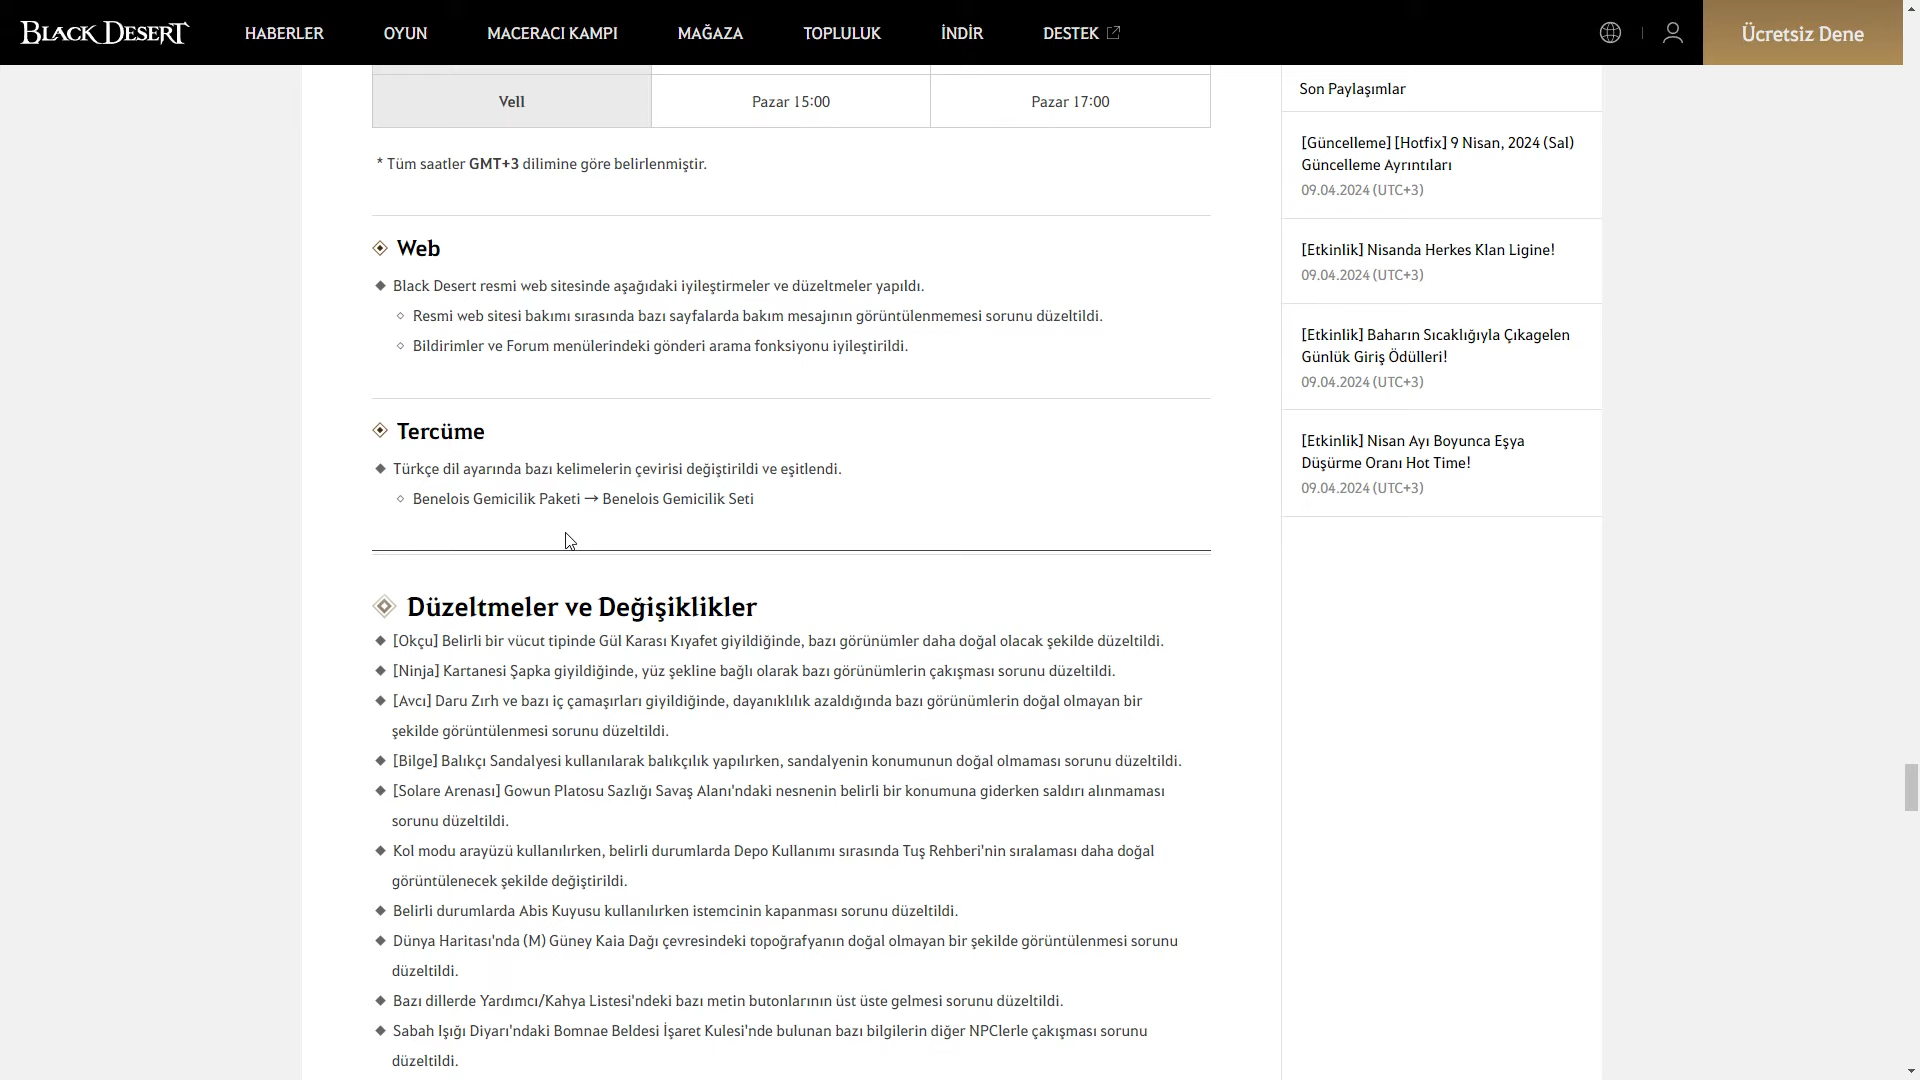 BLACK DESERT
HABERLER
OYUN
MACERACI KAMPI
MAĞAZA
TOPLULUK
İNDİR
DESTEK
Ücretsiz Dene
Vell
Pazar 15:00
Pazar 17:00
* Tüm saatler GMT+3 dilimine göre belirlenmiştir.
Web
Black Desert resmi web sitesinde aşağıdaki iyileştirmeler ve düzeltmeler yapıldı.
Resmi web sitesi bakımı sırasında bazı sayfalarda bakım mesajının görüntülenmemesi sorunu düzeltildi.
Bildirimler ve Forum menülerindeki gönderi arama fonksiyonu iyileştirildi.
Tercüme
Türkçe dil ayarında bazı kelimelerin çevirisi değiştirildi ve eşitlendi.
Benelois Gemicilik Paketi → Benelois Gemicilik Seti
Düzeltmeler ve Değişiklikler
[Okçu] Belirli bir vücut tipinde Gül Karası Kıyafet giyildiğinde, bazı görünümler daha doğal olacak şekilde düzeltildi.
[Ninja] Kartanesi Şapka giyildiğinde, yüz şekline bağlı olarak bazı görünümlerin çakışması sorunu düzeltildi.
[Avcı] Daru Zırh ve bazı iç çamaşırları giyildiğinde, dayanıklılık azaldığında bazı görünümlerin doğal olmayan bir
şekilde görüntülenmesi sorunu düzeltildi.
[Bilge] Balıkçı Sandalyesi kullanılarak balıkçılık yapılırken, sandalyenin konumunun doğal olmaması sorunu düzeltildi.
[Solare Arenası] Gowun Platosu Sazlığı Savaş Alanı'ndaki nesnenin belirli bir konumuna giderken saldırı alınmaması
sorunu düzeltildi.
Kol modu arayüzü kullanılırken, belirli durumlarda Depo Kullanımı sırasında Tuş Rehberi'nin sıralaması daha doğal
görüntülenecek şekilde değiştirildi.
Belirli durumlarda Abis Kuyusu kullanılırken istemcinin kapanması sorunu düzeltildi.
Dünya Haritası'nda (M) Güney Kaia Dağı çevresindeki topoğrafyanın doğal olmayan bir şekilde görüntülenmesi sorunu
düzeltildi.
Bazı dillerde Yardımcı/Kahya Listesi'ndeki bazı metin butonlarının üst üste gelmesi sorunu düzeltildi.
Sabah Işığı Diyarı'ndaki Bomnae Beldesi İşaret Kulesi'nde bulunan bazı bilgilerin diğer NPClerle çakışması sorunu
düzeltildi.
Son Paylaşımlar
[Güncelleme] [Hotfix] 9 Nisan, 2024 (Sal)
Güncelleme Ayrıntıları
09.04.2024 (UTC+3)
[Etkinlik] Nisanda Herkes Klan Ligine!
09.04.2024 (UTC+3)
[Etkinlik] Baharın Sıcaklığıyla Çıkagelen
Günlük Giriş Ödülleri!
09.04.2024 (UTC+3)
[Etkinlik] Nisan Ayı Boyunca Eşya
Düşürme Oranı Hot Time!
09.04.2024 (UTC+3)